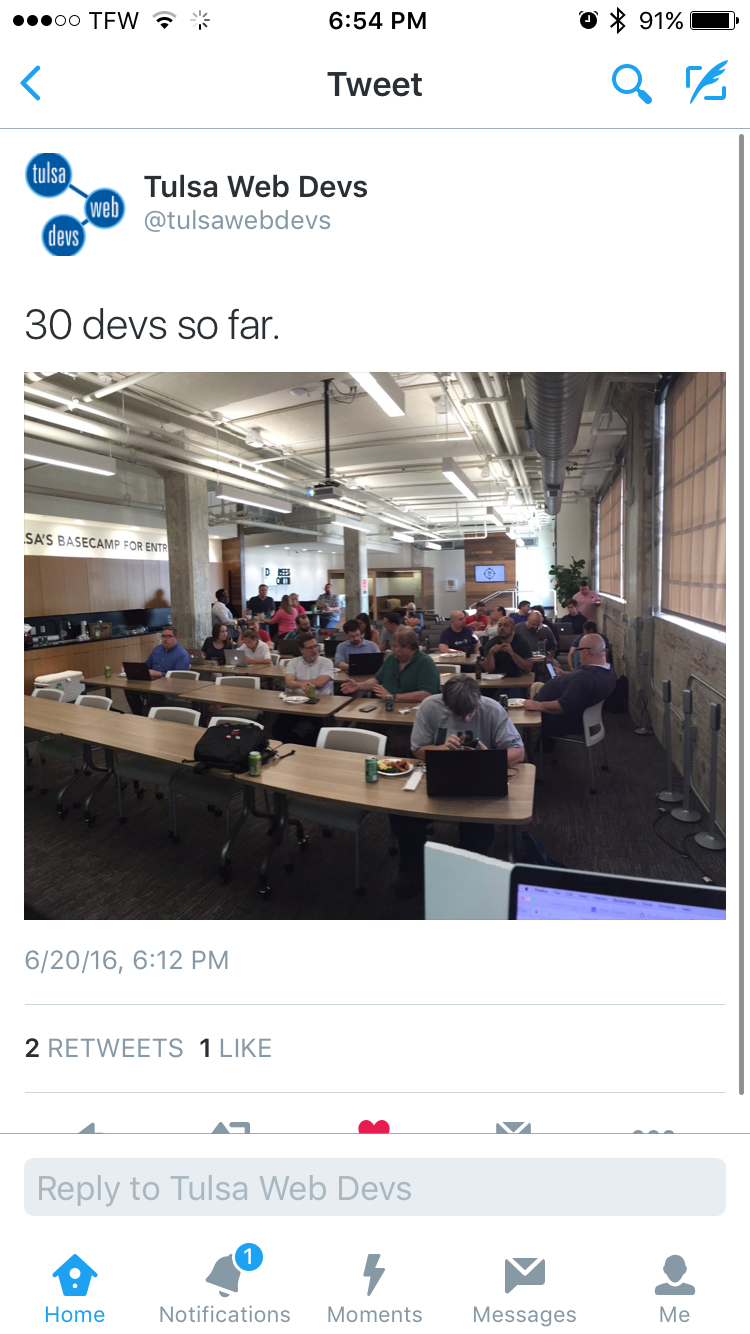 TFW 6:54 PM 91%
Tweet
tulsa
web
devs
Tulsa Web Devs
@tulsawebdevs
30 devs so far.
SA'S BASECAMP FOR ENTR
6/20/16, 6:12 PM
2 RETWEETS 1 LIKE
Reply to Tulsa Web Devs
1
Home Notifications Moments Messages Me